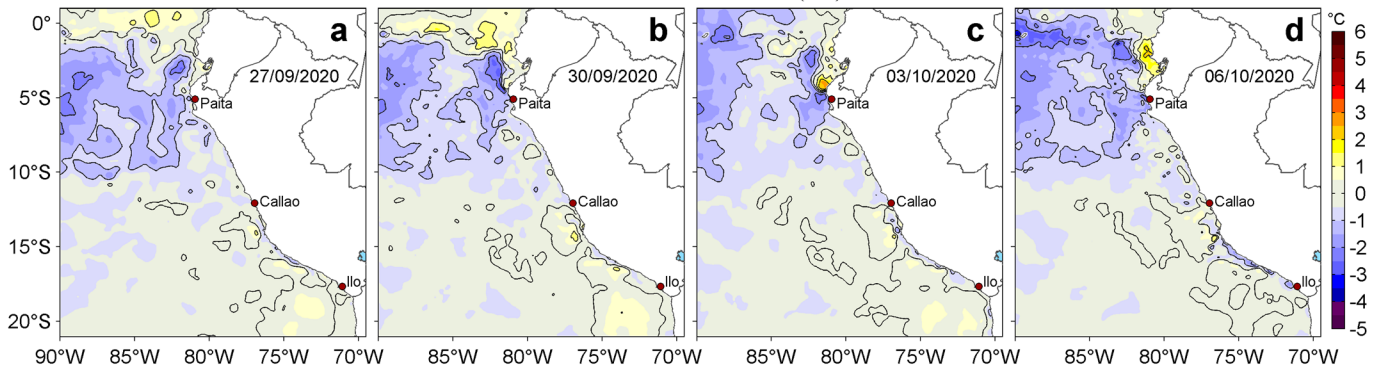 a
b
c
d
°C
27/09/2020
30/09/2020
03/10/2020
06/10/2020
Paita
Callao
Ilo
Paita
Callao
Ilo
Paita
Callao
Ilo
Paita
Callao
Ilo
0°
5°S
10°S
15°S
20°S
90°W 85°W 80°W 75°W 70°W
85°W 80°W 75°W 70°W
85°W 80°W 75°W 70°W
85°W 80°W 75°W 70°W
6
5
4
3
2
1
0
-1
-2
-3
-4
-5